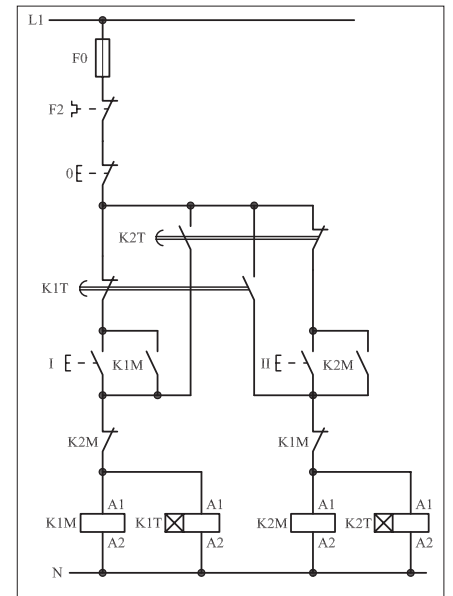 L1
F0
F2
0
K2T
K1T
I K1M II K2M
K2M K1M
A1 A1 A1 A1
K1M K1T K2M K2T
A2 A2 A2 A2
N